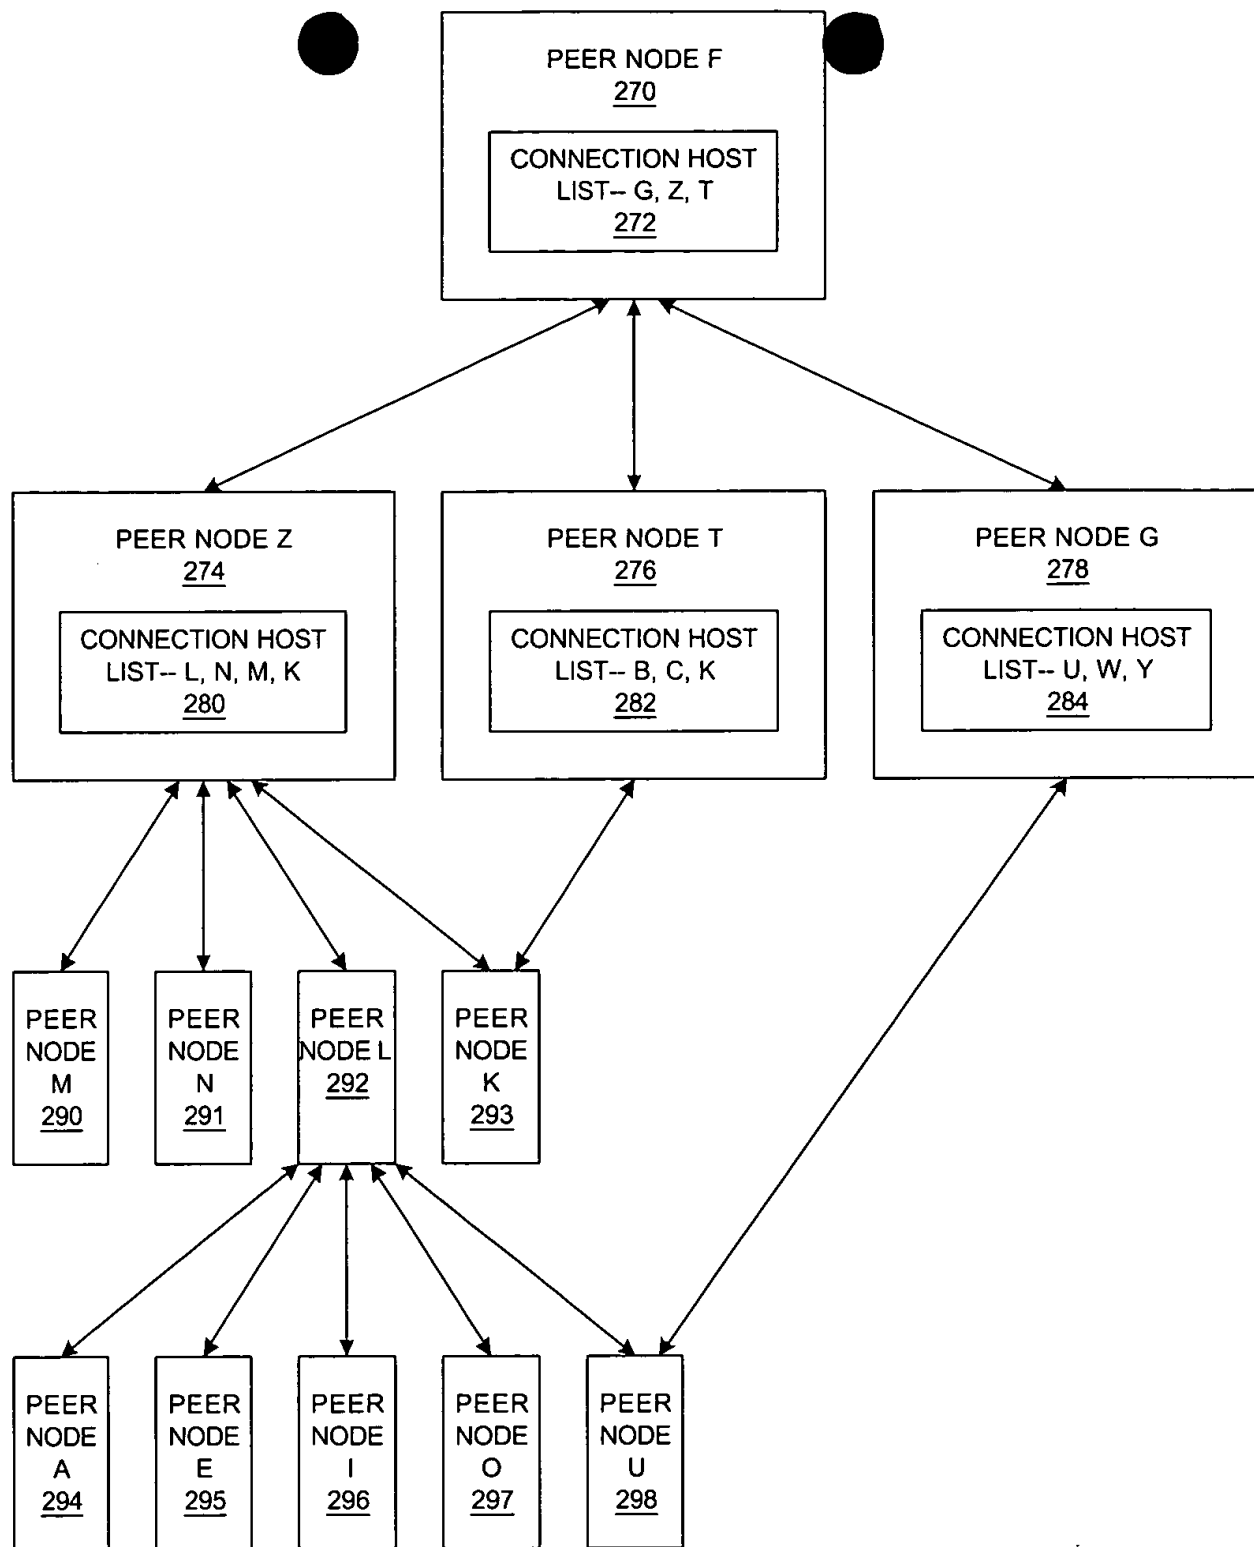 PEER NODE F
270
CONNECTION HOST
LIST-- G, Z, T
272
PEER NODE Z
274
CONNECTION HOST
LIST-- L, N, M, K
280
PEER NODE T
276
CONNECTION HOST
LIST-- B, C, K
282
PEER NODE G
278
CONNECTION HOST
LIST-- U, W, Y
284
PEER
NODE
M
290
PEER
NODE
N
291
PEER
NODE L
292
PEER
NODE
K
293
PEER
NODE
A
294
PEER
NODE
E
295
PEER
NODE
I
296
PEER
NODE
O
297
PEER
NODE
U
298